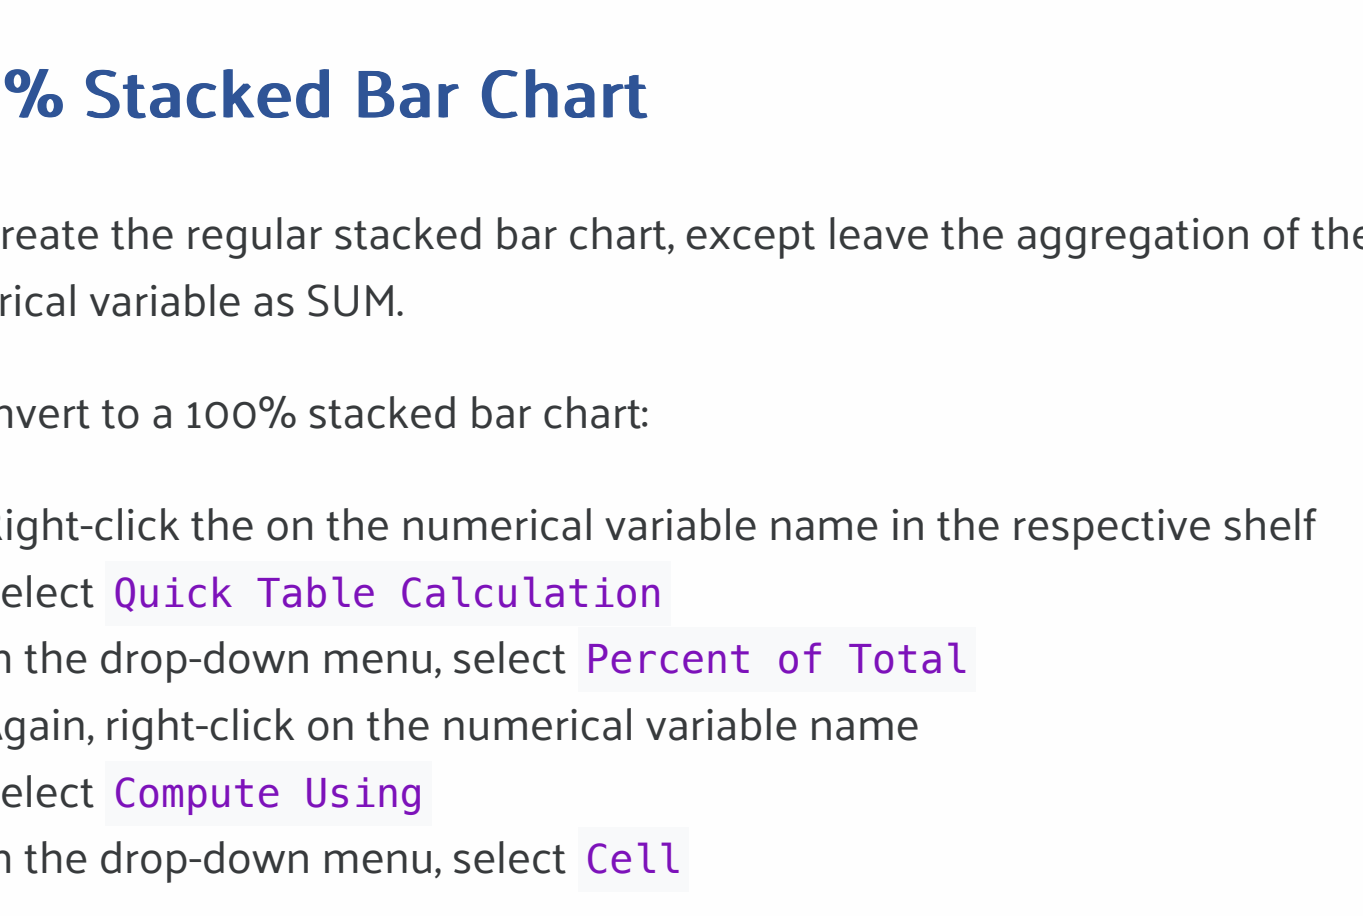 % Stacked Bar Chart
reate the regular stacked bar chart, except leave the aggregation of the
rical variable as SUM.
nvert to a 100% stacked bar chart:
ight-click the on the numerical variable name in the respective shelf
elect Quick Table Calculation
n the drop-down menu, select Percent of Total
gain, right-click on the numerical variable name
elect Compute Using
n the drop-down menu, select Cell